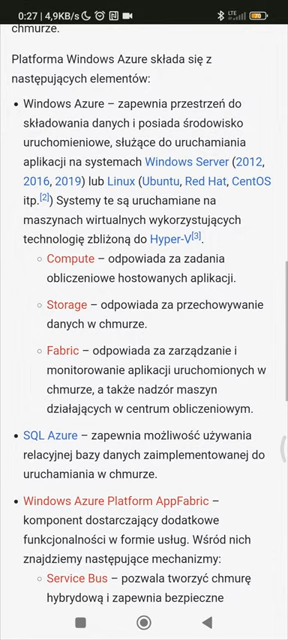 0:27 | 4,9KB/s
chmurze.
Platforma Windows Azure składa się z
następujących elementów:
• Windows Azure – zapewnia przestrzeń do
składowania danych i posiada środowisko
uruchomieniowe, służące do uruchamiania
aplikacji na systemach Windows Server (2012,
2016, 2019) lub Linux (Ubuntu, Red Hat, CentOS
itp.[2]) Systemy te są uruchamiane na
maszynach wirtualnych wykorzystujących
technologię zbliżoną do Hyper-V[3].
◦ Compute – odpowiada za zadania
obliczeniowe hostowanych aplikacji.
◦ Storage – odpowiada za przechowywanie
danych w chmurze.
◦ Fabric – odpowiada za zarządzanie i
monitorowanie aplikacji uruchomionych w
chmurze, a także nadzór maszyn
działających w centrum obliczeniowym.
• SQL Azure – zapewnia możliwość używania
relacyjnej bazy danych zaimplementowanej do
uruchamiania w chmurze.
• Windows Azure Platform AppFabric –
komponent dostarczający dodatkowe
funkcjonalności w formie usług. Wśród nich
znajdziemy następujące mechanizmy:
◦ Service Bus – pozwala tworzyć chmurę
hybrydową i zapewnia bezpieczne